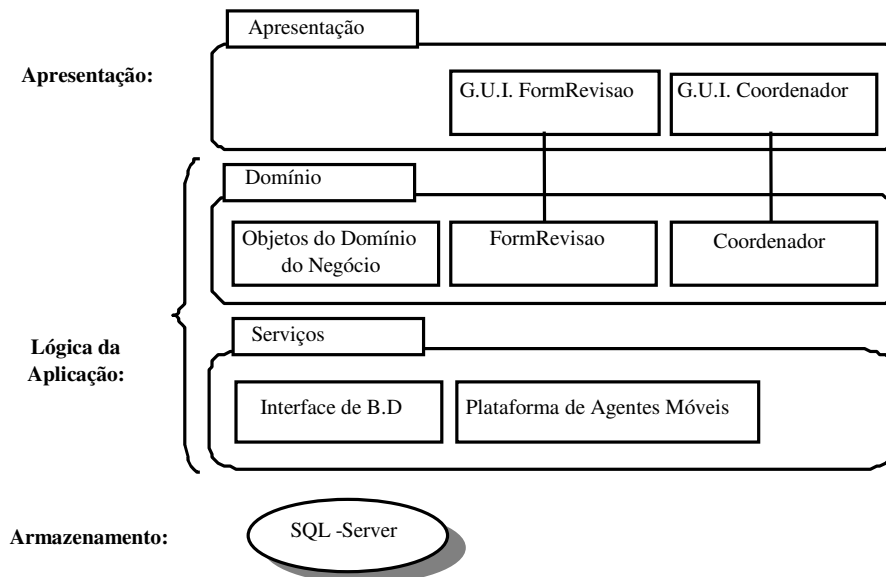 Apresentação
Apresentação:
G.U.I. FormRevisao
G.U.I. Coordenador
Domínio
Objetos do Domínio
do Negócio
FormRevisao
Coordenador
Lógica da
Aplicação:
Serviços
Interface de B.D
Plataforma de Agentes Móveis
Armazenamento:
SQL -Server